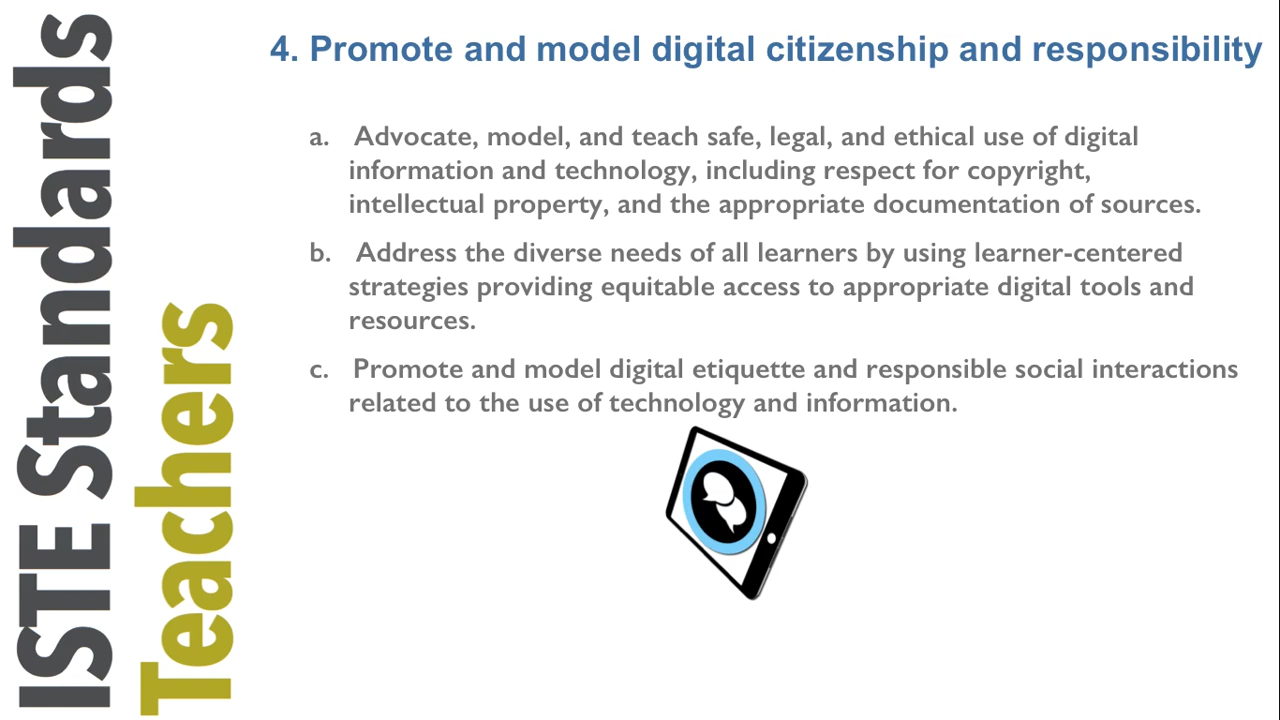 ISTE Standards
Teachers
4. Promote and model digital citizenship and responsibility
a. Advocate, model, and teach safe, legal, and ethical use of digital
information and technology, including respect for copyright,
intellectual property, and the appropriate documentation of sources.
b. Address the diverse needs of all learners by using learner-centered
strategies providing equitable access to appropriate digital tools and
resources.
c. Promote and model digital etiquette and responsible social interactions
related to the use of technology and information.